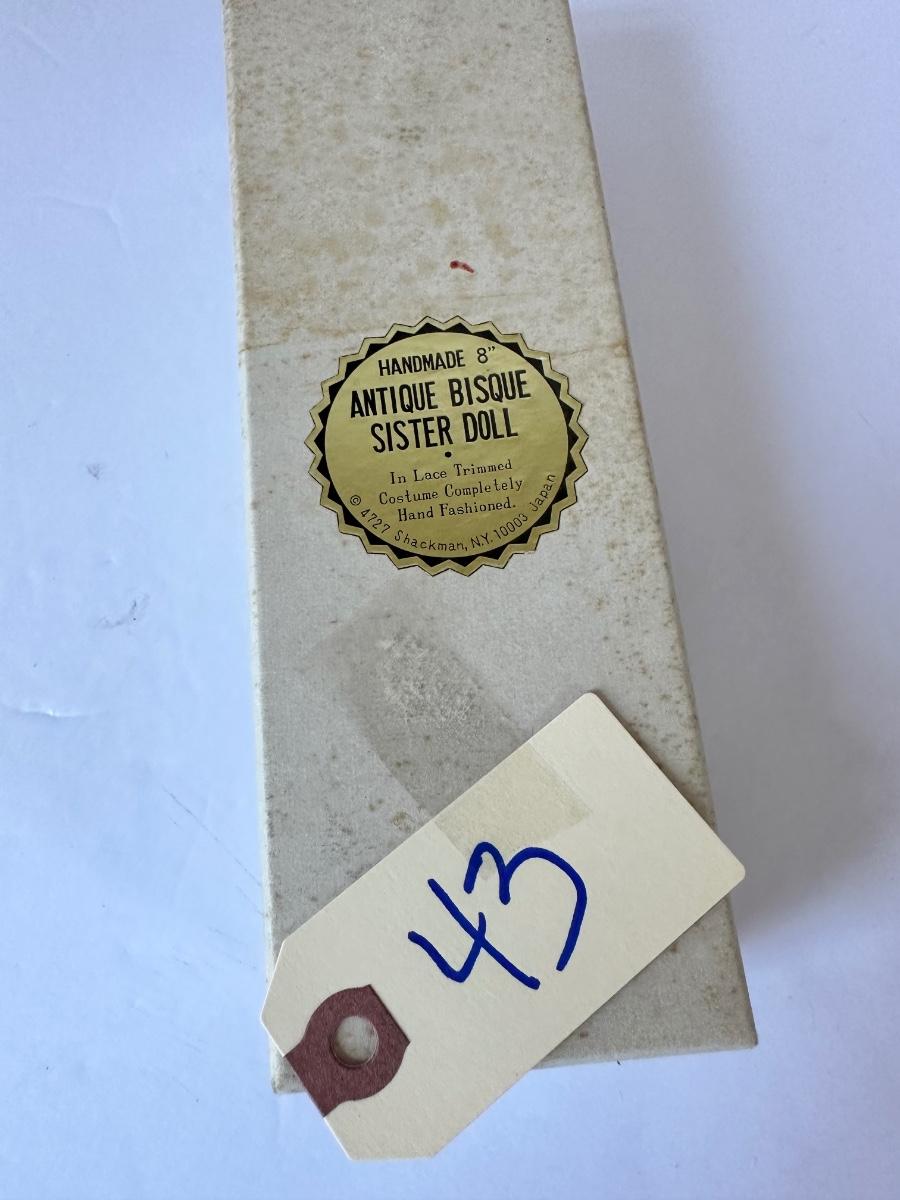 HANDMADE 8”
ANTIQUE BISQUE
SISTER DOLL
•
In Lace Trimmed
Costume Completely
Hand Fashioned.
© 4727 Shackman, N.Y. 10003 Japan
43